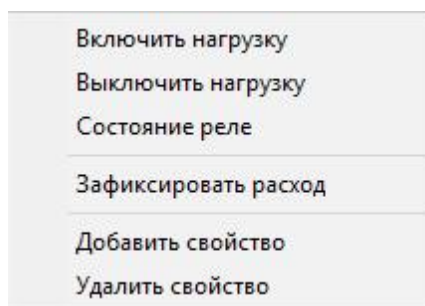 Включить нагрузку
Выключить нагрузку
Состояние реле
Зафиксировать расход
Добавить свойство
Удалить свойство